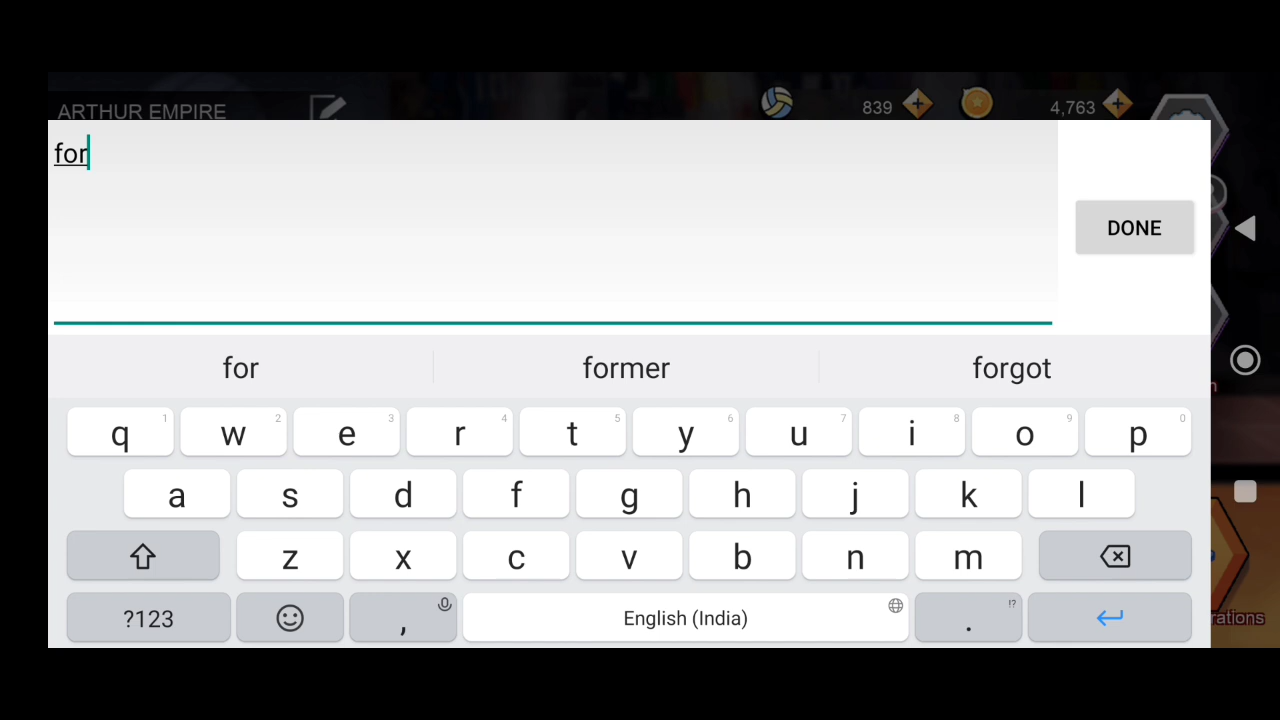 ARTHUR EMPIRE 839 4,763
for
DONE
for former forgot
q 1 w 2 e 3 r 4 t 5 y 6 u 7 i 8 o 9 p 0
a s d f g h j k l
z x c v b n m
?123 , English (India) . !?
rations